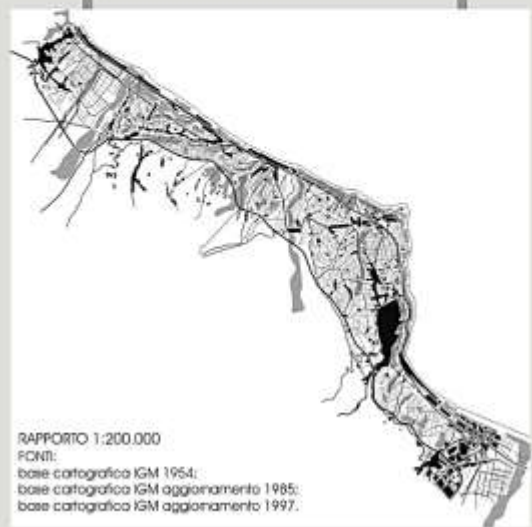 RAPPORTO 1:200.000
FONTI:
base cartografica IGM 1954;
base cartografica IGM aggiornamento 1985;
base cartografica IGM aggiornamento 1997.